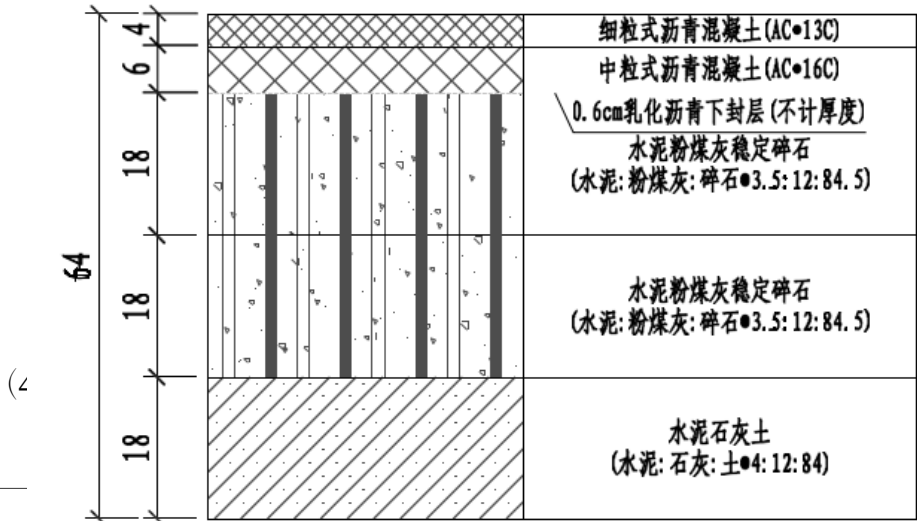 4
细粒式沥青混凝土(AC•13C)
6
中粒式沥青混凝土(AC•16C)
0.6cm乳化沥青下封层(不计厚度)
18
水泥粉煤灰稳定碎石
(水泥:粉煤灰:碎石•3.5:12:84.5)
64
18
水泥粉煤灰稳定碎石
(水泥:粉煤灰:碎石•3.5:12:84.5)
18
水泥石灰土
(水泥:石灰:土•4:12:84)